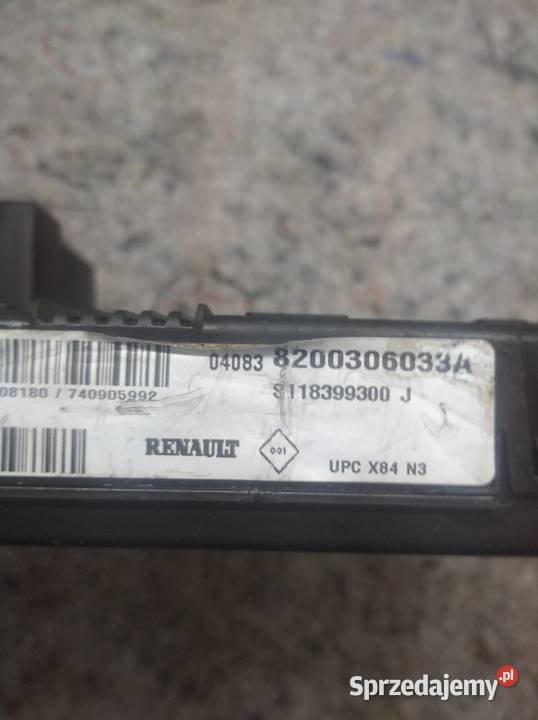 04083 8200306033A
08180 / 740905992 S118399300 J
RENAULT 001 UPC X84 N3
Sprzedajemy.pl